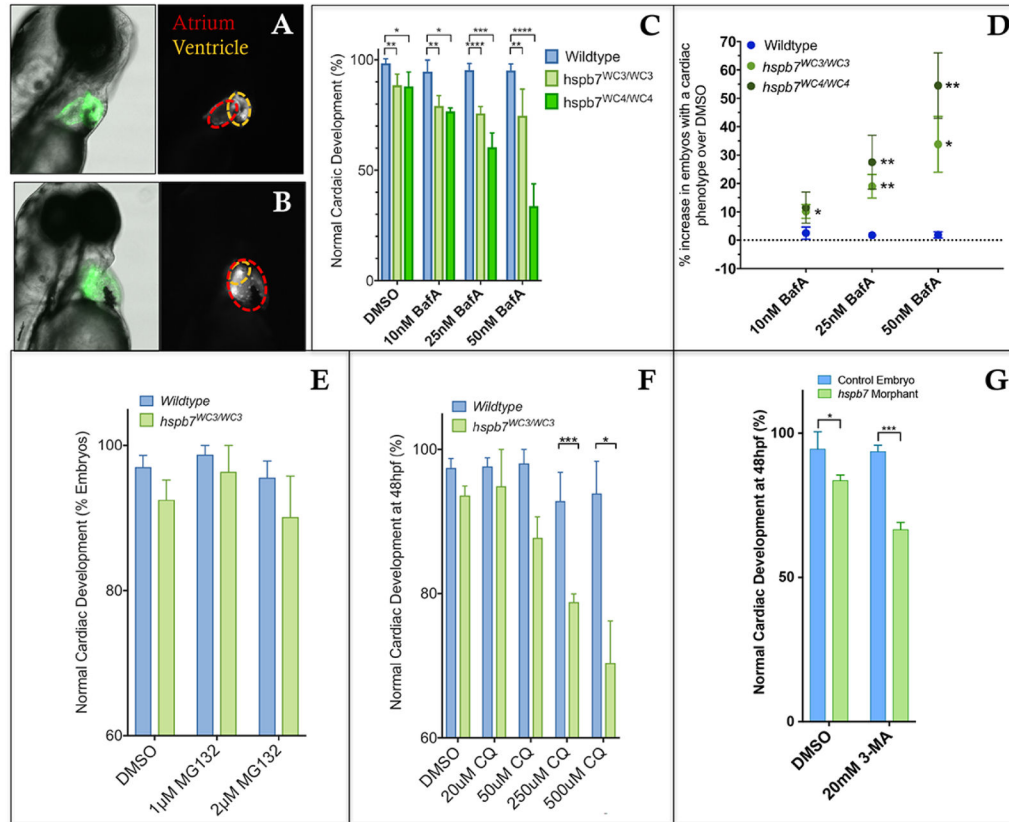 A
Atrium
Ventricle
B
C
Normal Cardaic Development (%)
100
50
0
* * *** ****
** ** **** **
Wildtype
hspb7WC3/WC3
hspb7WC4/WC4
DMSO
10nM BafA
25nM BafA
50nM BafA
D
% increase in embryos with a cardiac
phenotype over DMSO
70
60
50
40
30
20
10
0
-10
Wildtype
hspb7WC3/WC3
hspb7WC4/WC4
*
**
**
**
*
10nM BafA
25nM BafA
50nM BafA
E
Normal Cardiac Development (% Embryos)
100
80
60
Wildtype
hspb7WC3/WC3
DMSO
1µM MG132
2µM MG132
F
Normal Cardiac Development at 48hpf (%)
100
80
60
Wildtype
hspb7WC3/WC3
*** *
DMSO
20uM CQ
50uM CQ
250uM CQ
500uM CQ
G
Normal Cardiac Development at 48hpf (%)
100
50
0
Control Embryo
hspb7 Morphant
* ***
DMSO
20mM 3-MA